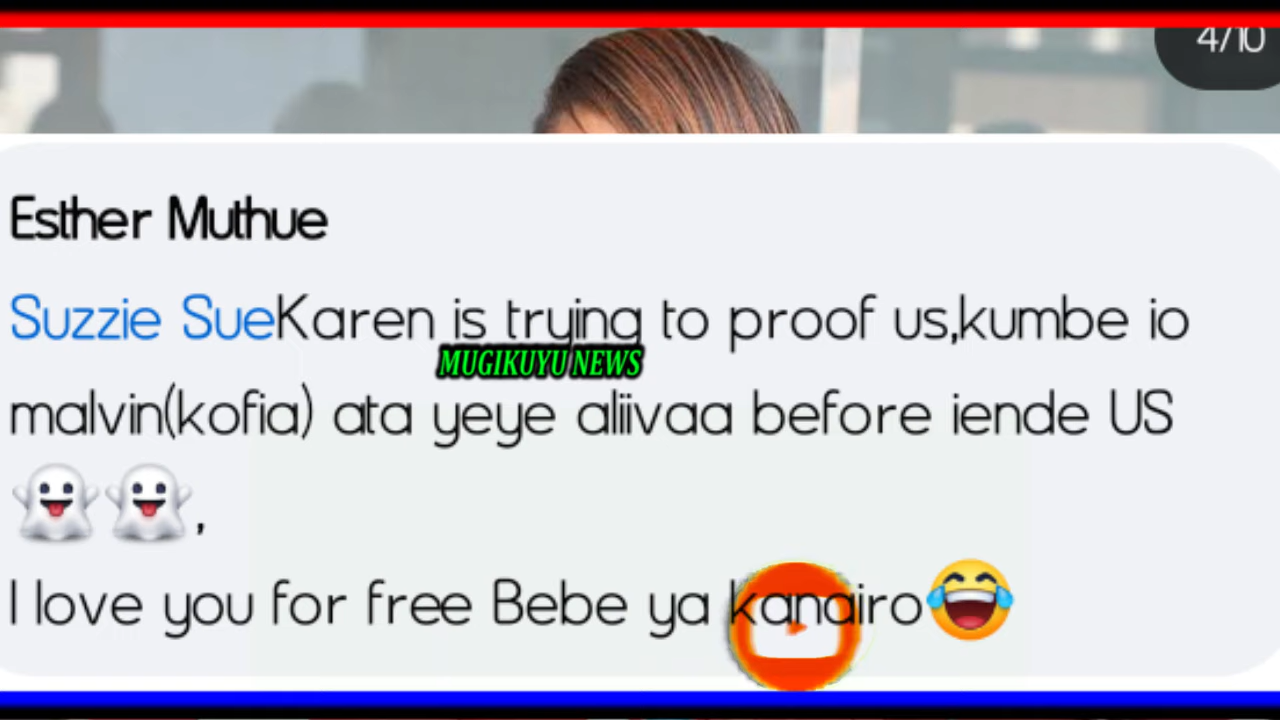 4/10
Esther Muthue
Suzzie SueKaren is trying to proof us,kumbe io
MUGIKUYU NEWS
malvin(kofia) ata yeye aliivaa before iende US
👻👻,
I love you for free Bebe ya kanairo😂